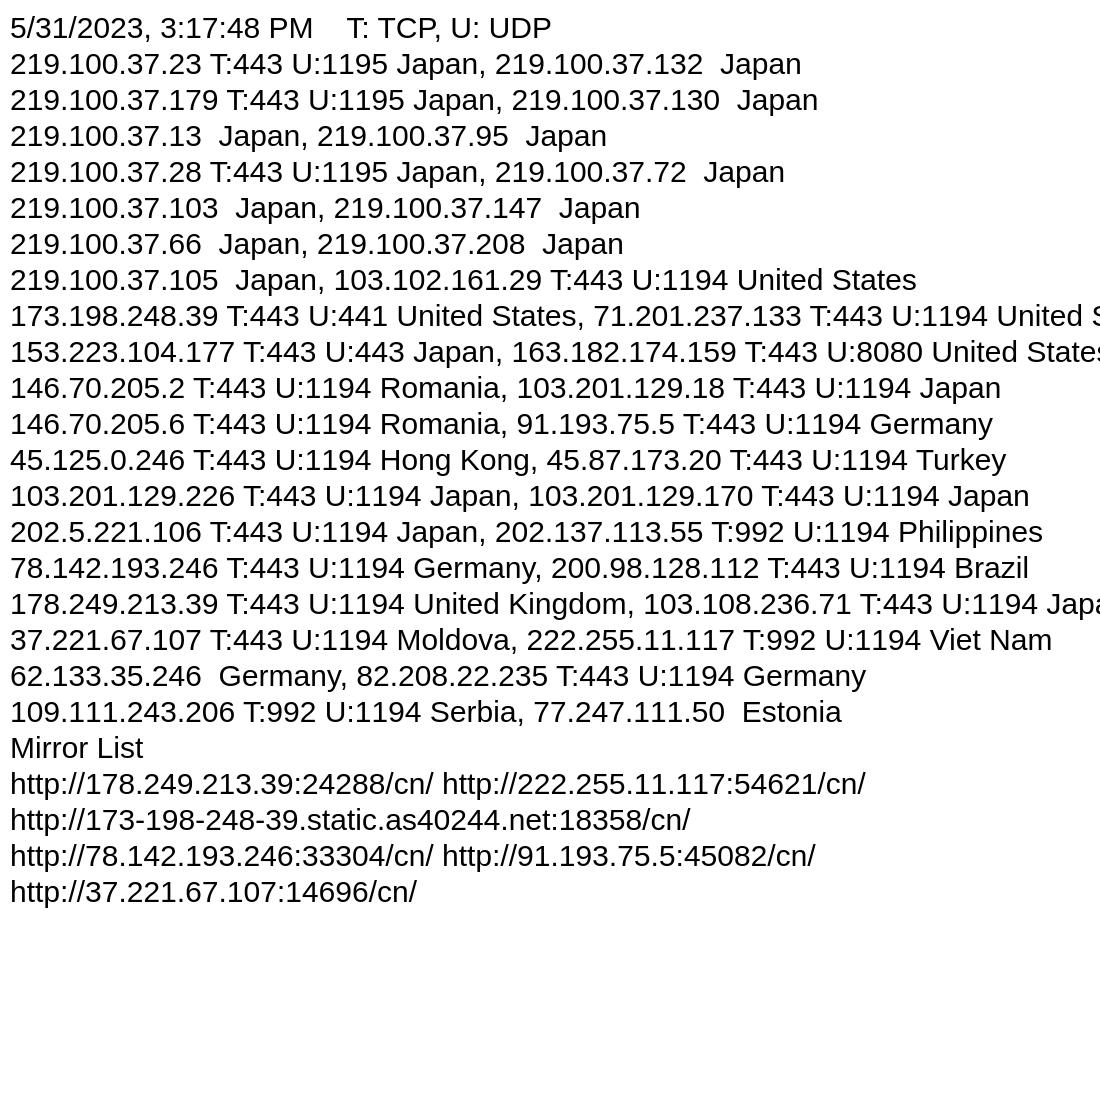 5/31/2023, 3:17:48 PM    T: TCP, U: UDP
219.100.37.23 T:443 U:1195 Japan, 219.100.37.132  Japan
219.100.37.179 T:443 U:1195 Japan, 219.100.37.130  Japan
219.100.37.13  Japan, 219.100.37.95  Japan
219.100.37.28 T:443 U:1195 Japan, 219.100.37.72  Japan
219.100.37.103  Japan, 219.100.37.147  Japan
219.100.37.66  Japan, 219.100.37.208  Japan
219.100.37.105  Japan, 103.102.161.29 T:443 U:1194 United States
173.198.248.39 T:443 U:441 United States, 71.201.237.133 T:443 U:1194 United
153.223.104.177 T:443 U:443 Japan, 163.182.174.159 T:443 U:8080 United States
146.70.205.2 T:443 U:1194 Romania, 103.201.129.18 T:443 U:1194 Japan
146.70.205.6 T:443 U:1194 Romania, 91.193.75.5 T:443 U:1194 Germany
45.125.0.246 T:443 U:1194 Hong Kong, 45.87.173.20 T:443 U:1194 Turkey
103.201.129.226 T:443 U:1194 Japan, 103.201.129.170 T:443 U:1194 Japan
202.5.221.106 T:443 U:1194 Japan, 202.137.113.55 T:992 U:1194 Philippines
78.142.193.246 T:443 U:1194 Germany, 200.98.128.112 T:443 U:1194 Brazil
178.249.213.39 T:443 U:1194 United Kingdom, 103.108.236.71 T:443 U:1194 Japa
37.221.67.107 T:443 U:1194 Moldova, 222.255.11.117 T:992 U:1194 Viet Nam
62.133.35.246  Germany, 82.208.22.235 T:443 U:1194 Germany
109.111.243.206 T:992 U:1194 Serbia, 77.247.111.50  Estonia
Mirror List
http://178.249.213.39:24288/cn/ http://222.255.11.117:54621/cn/
http://173-198-248-39.static.as40244.net:18358/cn/
http://78.142.193.246:33304/cn/ http://91.193.75.5:45082/cn/
http://37.221.67.107:14696/cn/